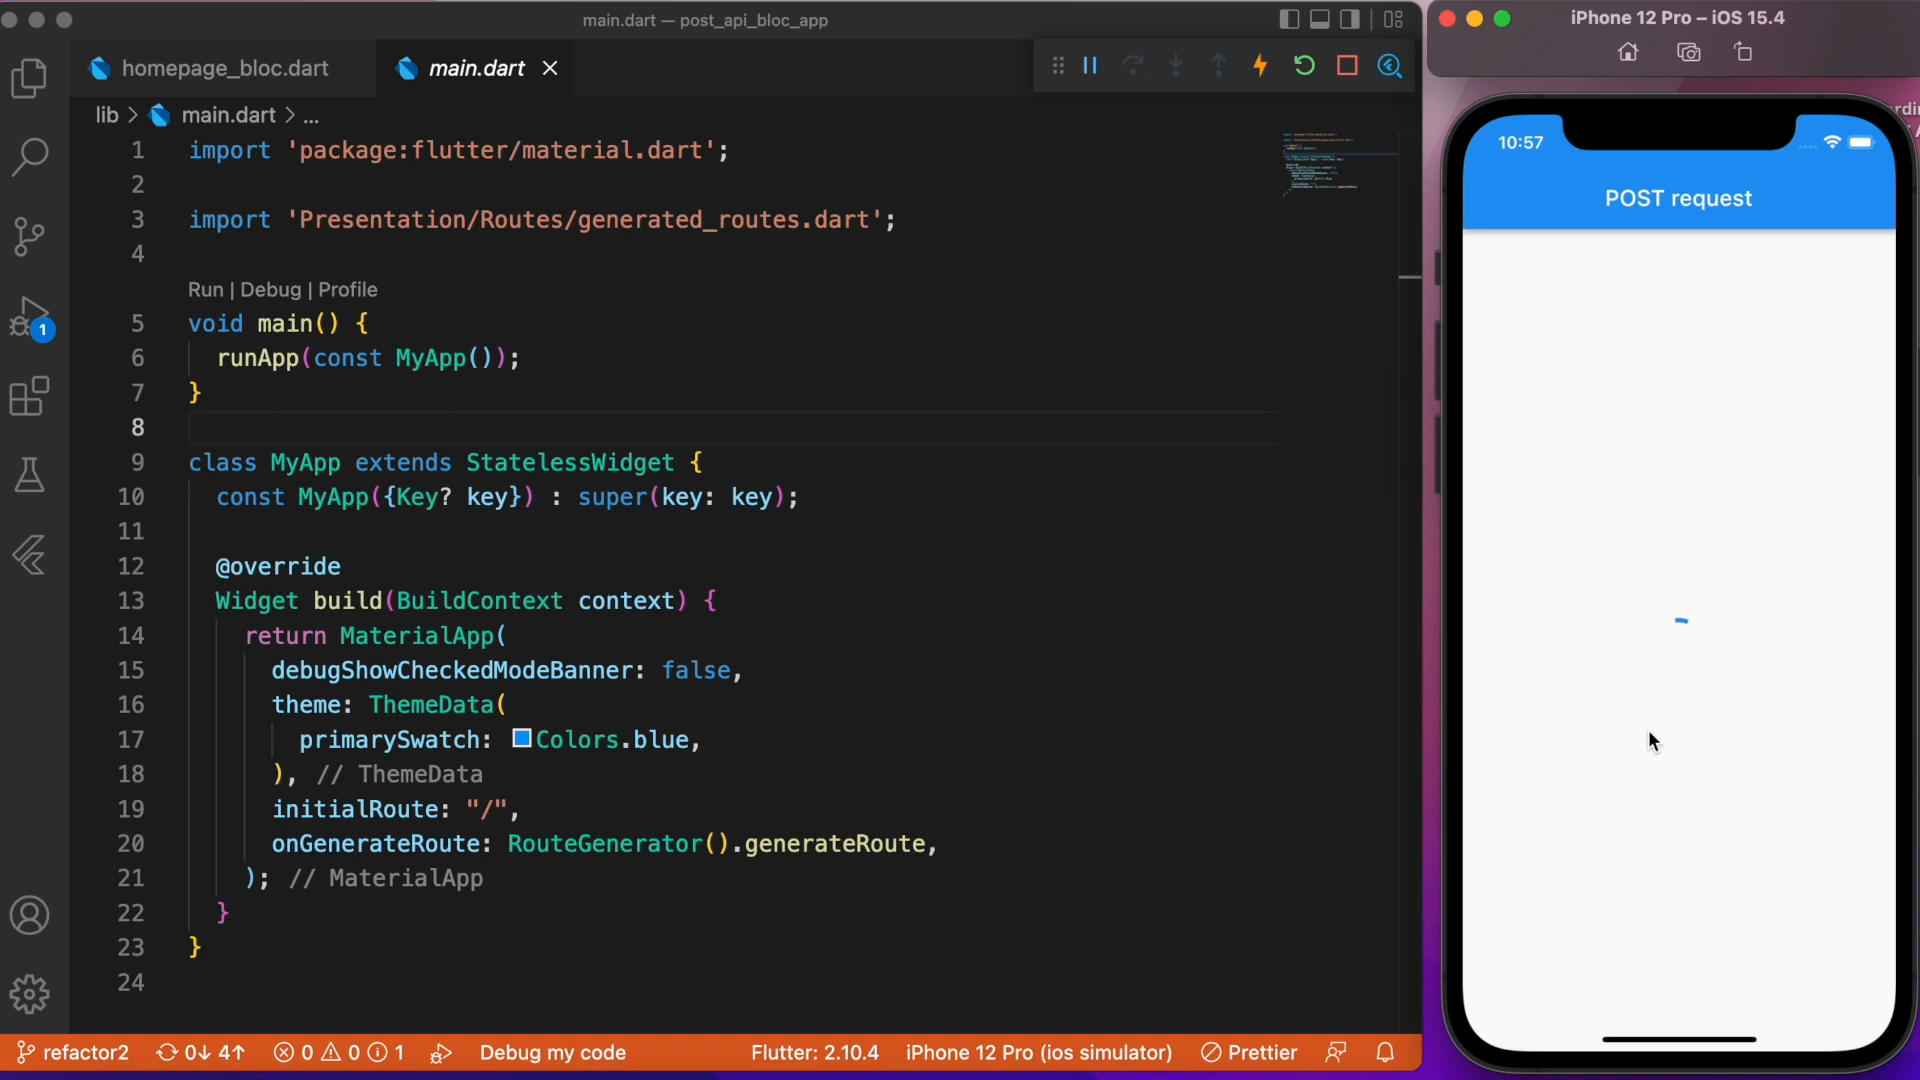 main.dart — post_api_bloc_app
homepage_bloc.dart
main.dart
lib > main.dart > ...
1 import 'package:flutter/material.dart';
2
3 import 'Presentation/Routes/generated_routes.dart';
4
Run | Debug | Profile
5 void main() {
6 runApp(const MyApp());
7 }
8
9 class MyApp extends StatelessWidget {
10 const MyApp({Key? key}) : super(key: key);
11
12 @override
13 Widget build(BuildContext context) {
14 return MaterialApp(
15 debugShowCheckedModeBanner: false,
16 theme: ThemeData(
17 primarySwatch: Colors.blue,
18 ), // ThemeData
19 initialRoute: "/",
20 onGenerateRoute: RouteGenerator().generateRoute,
21 ); // MaterialApp
22 }
23 }
24
1
refactor2 0↓ 4↑ 0 0 1 Debug my code Flutter: 2.10.4 iPhone 12 Pro (ios simulator) Prettier
iPhone 12 Pro – iOS 15.4
10:57
POST request